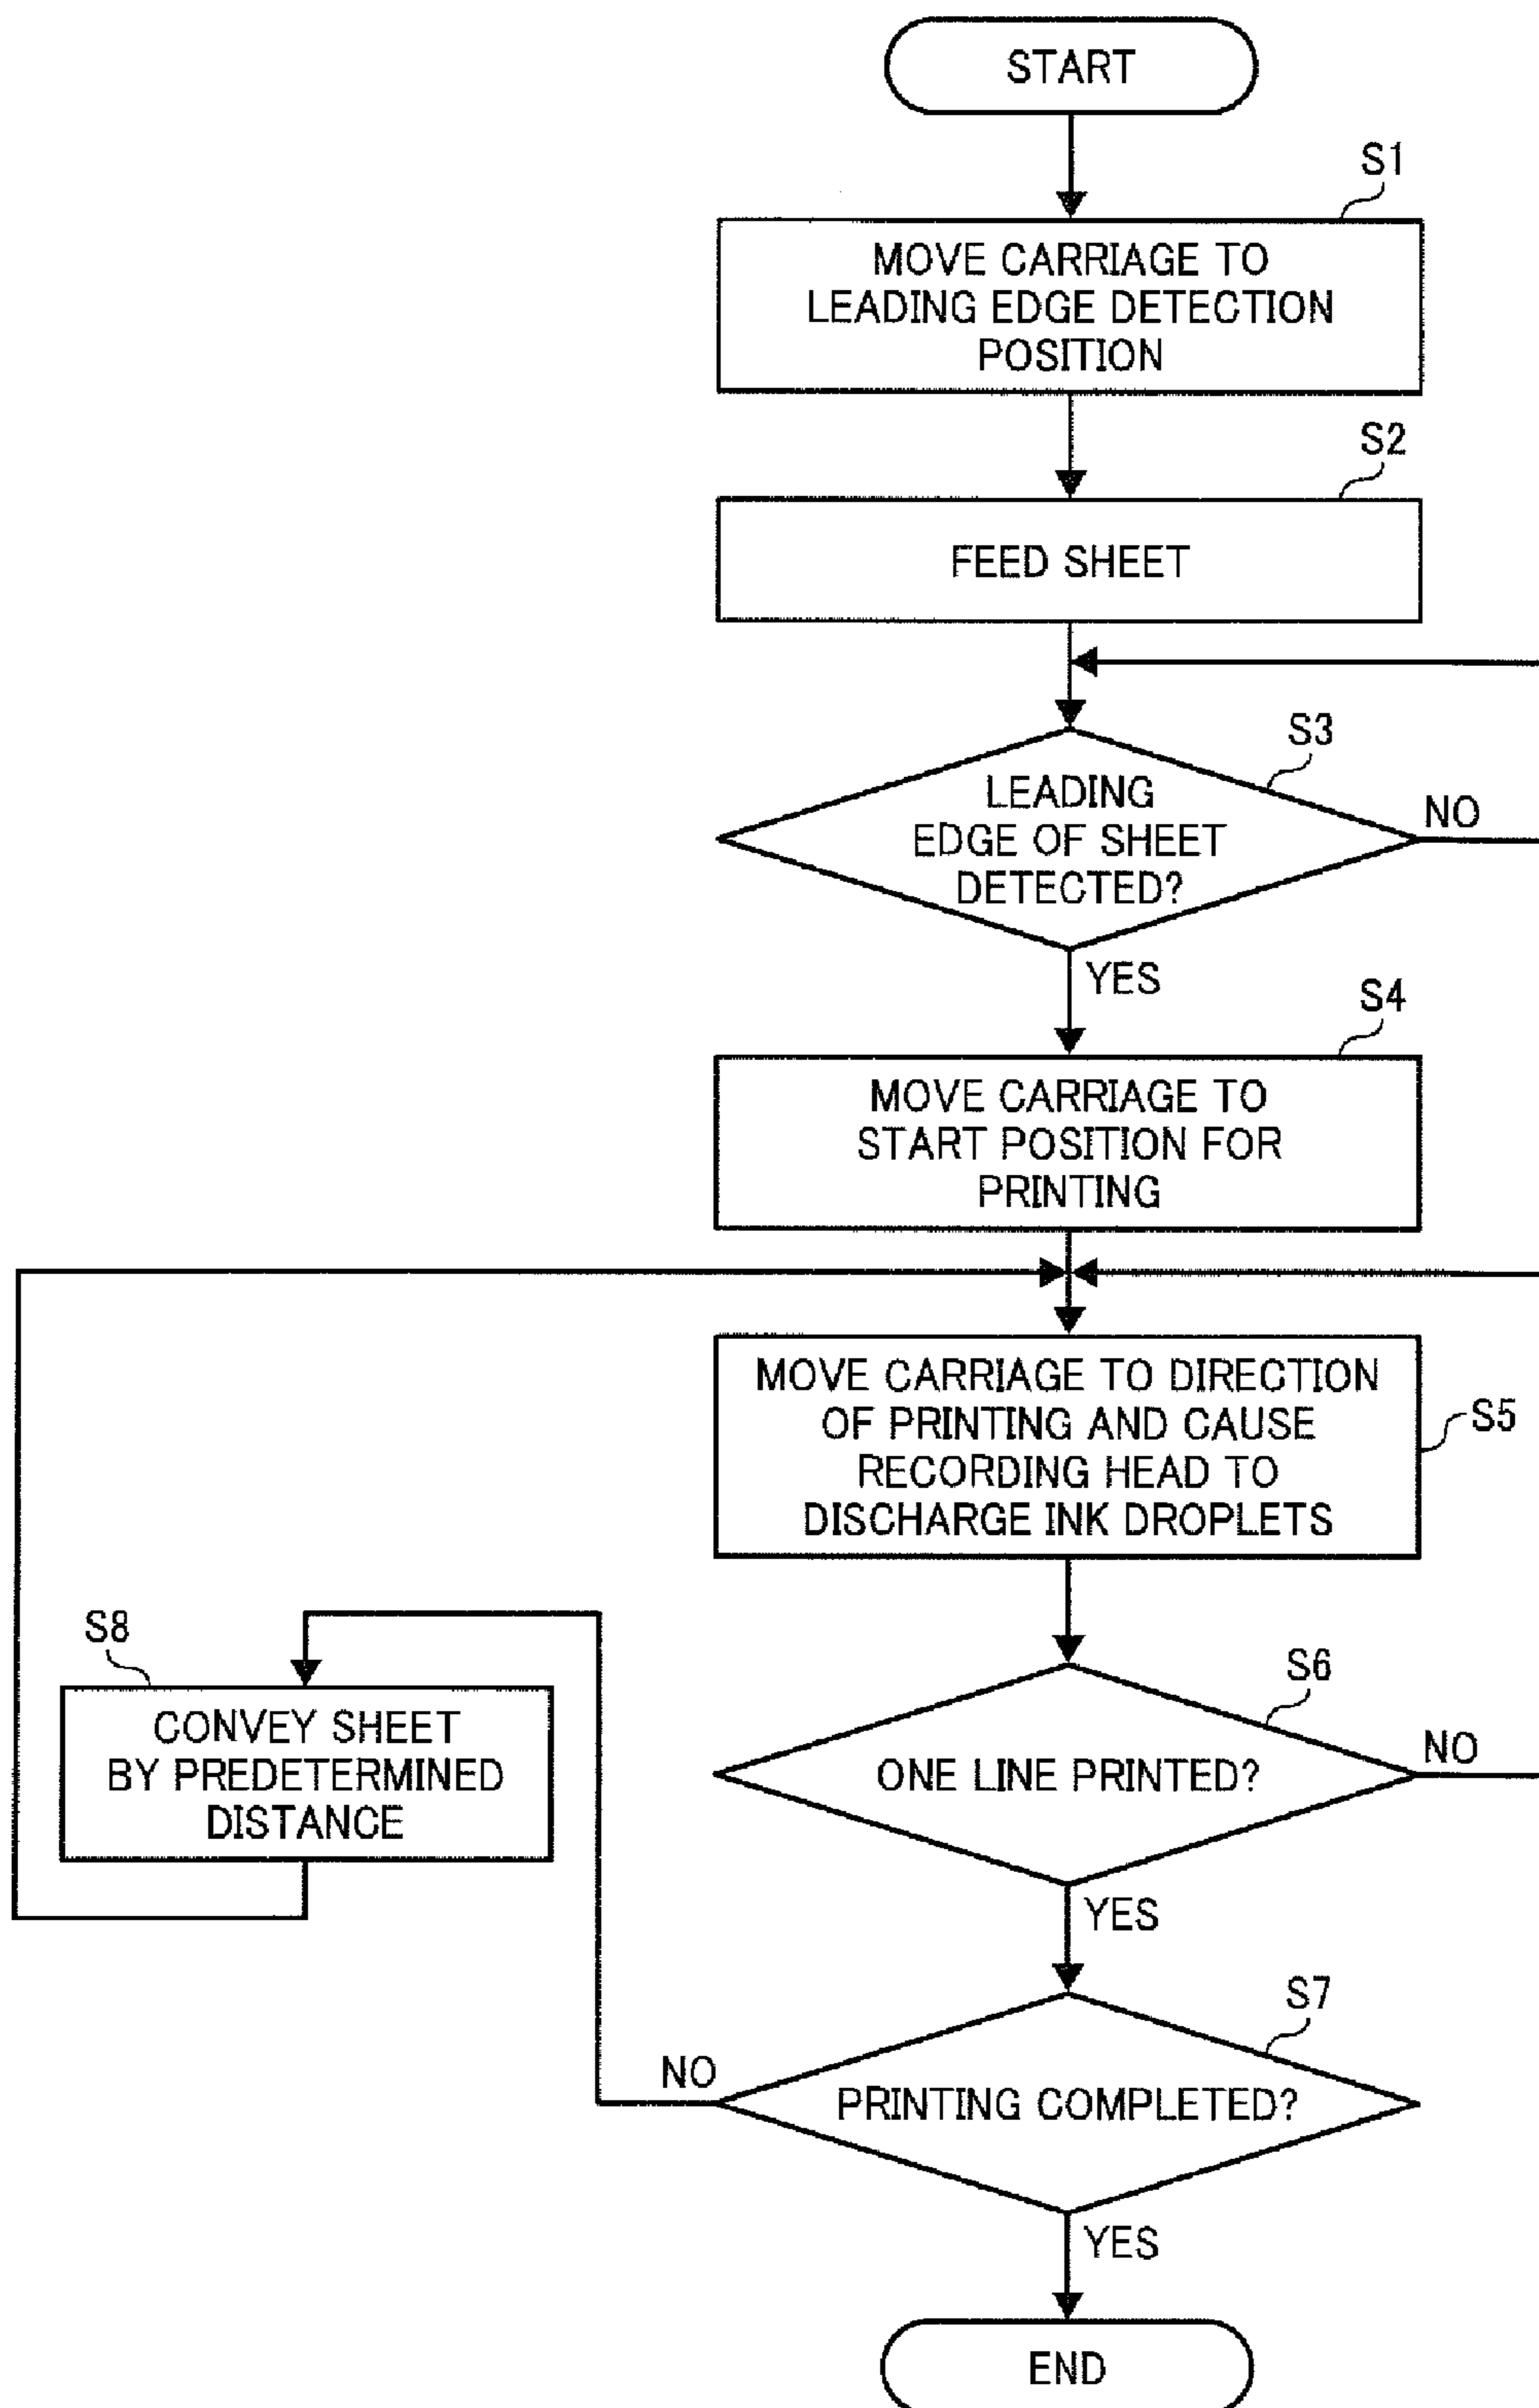 START
S1
MOVE CARRIAGE TO
LEADING EDGE DETECTION
POSITION
S2
FEED SHEET
S3
LEADING
EDGE OF SHEET
DETECTED?
NO
YES
S4
MOVE CARRIAGE TO
START POSITION FOR
PRINTING
MOVE CARRIAGE TO DIRECTION
OF PRINTING AND CAUSE
RECORDING HEAD TO
DISCHARGE INK DROPLETS
S5
S8
CONVEY SHEET
BY PREDETERMINED
DISTANCE
S6
ONE LINE PRINTED?
NO
YES
S7
NO
PRINTING COMPLETED?
YES
END